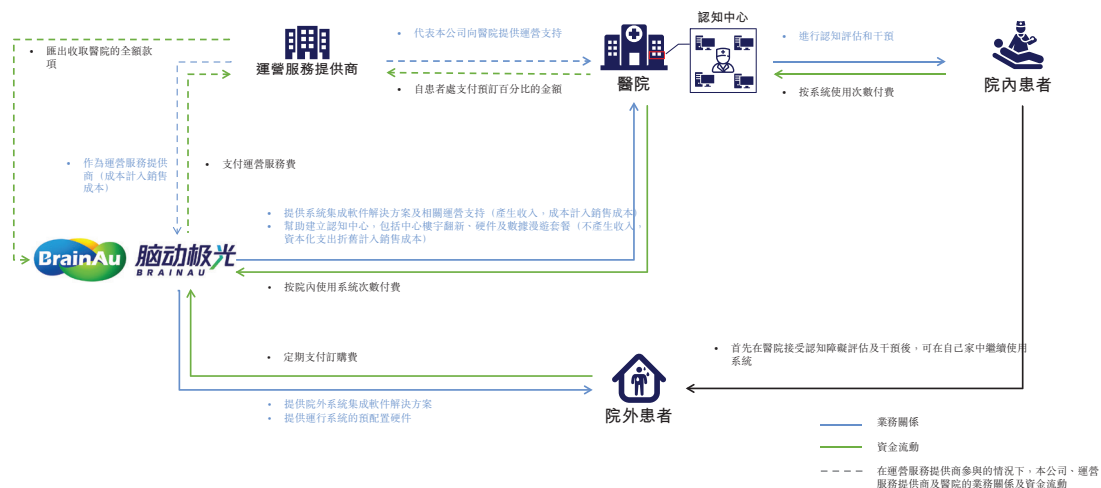 認知中心
匯出收取醫院的全額款
項
運營服務提供商
代表本公司向醫院提供運營支持
自患者處支付預訂百分比的金額
醫院
進行認知評估和干預
按系統使用次數付費
院內患者
作為運營服務提供
商（成本計入銷售
成本）
支付運營服務費
提供系統集成軟件解決方案及相關運營支持（產生收入，成本計入銷售成本）
幫助建立認知中心，包括中心樓宇翻新、硬件及數據漫遊套餐（不產生收入，
資本化支出折舊計入銷售成本）
BrainAu
脑动极光
BRAINAU
按院內使用系統次數付費
定期支付訂購費
首先在醫院接受認知障礙評估及干預後，可在自己家中繼續使用
系統
提供院外系統集成軟件解決方案
提供運行系統的預配置硬件
院外患者
業務關係
資金流動
在運營服務提供商參與的情況下，本公司、運營
服務提供商及醫院的業務關係及資金流動